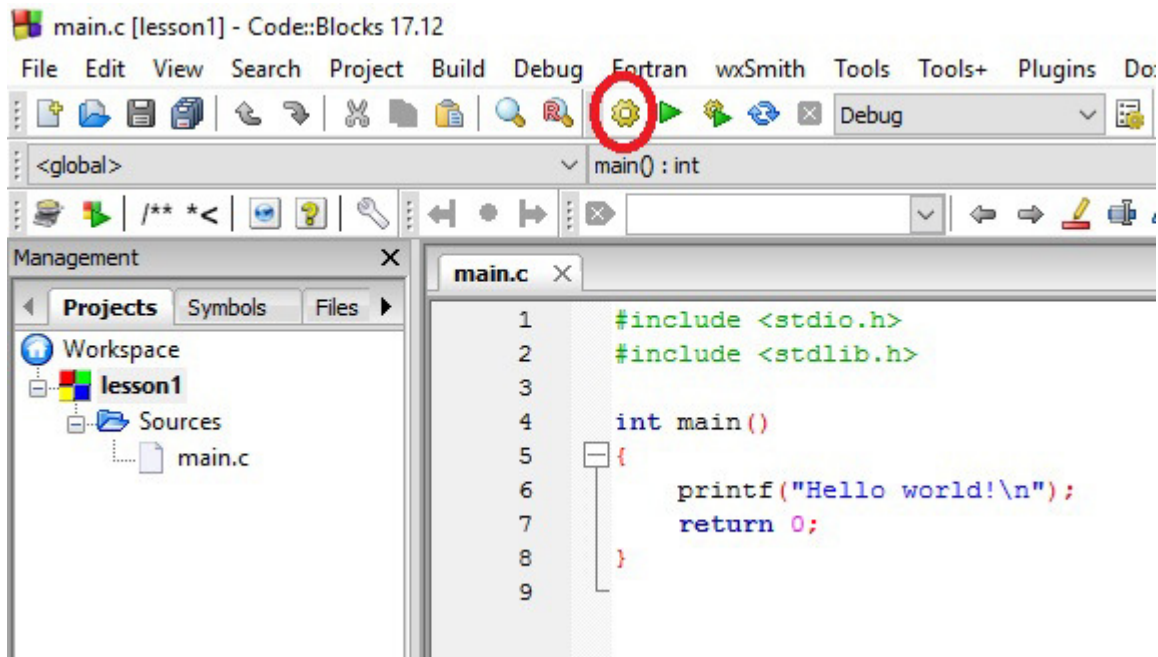 main.c [lesson1] - Code::Blocks 17.12
File Edit View Search Project Build Debug Fortran wxSmith Tools Tools+ Plugins
Debug
<global> main() : int
/** *<
Management
Projects Symbols Files
Workspace
lesson1
Sources
main.c
main.c
1 #include <stdio.h>
2 #include <stdlib.h>
3
4 int main()
5 {
6 printf("Hello world!\n");
7 return 0;
8 }
9